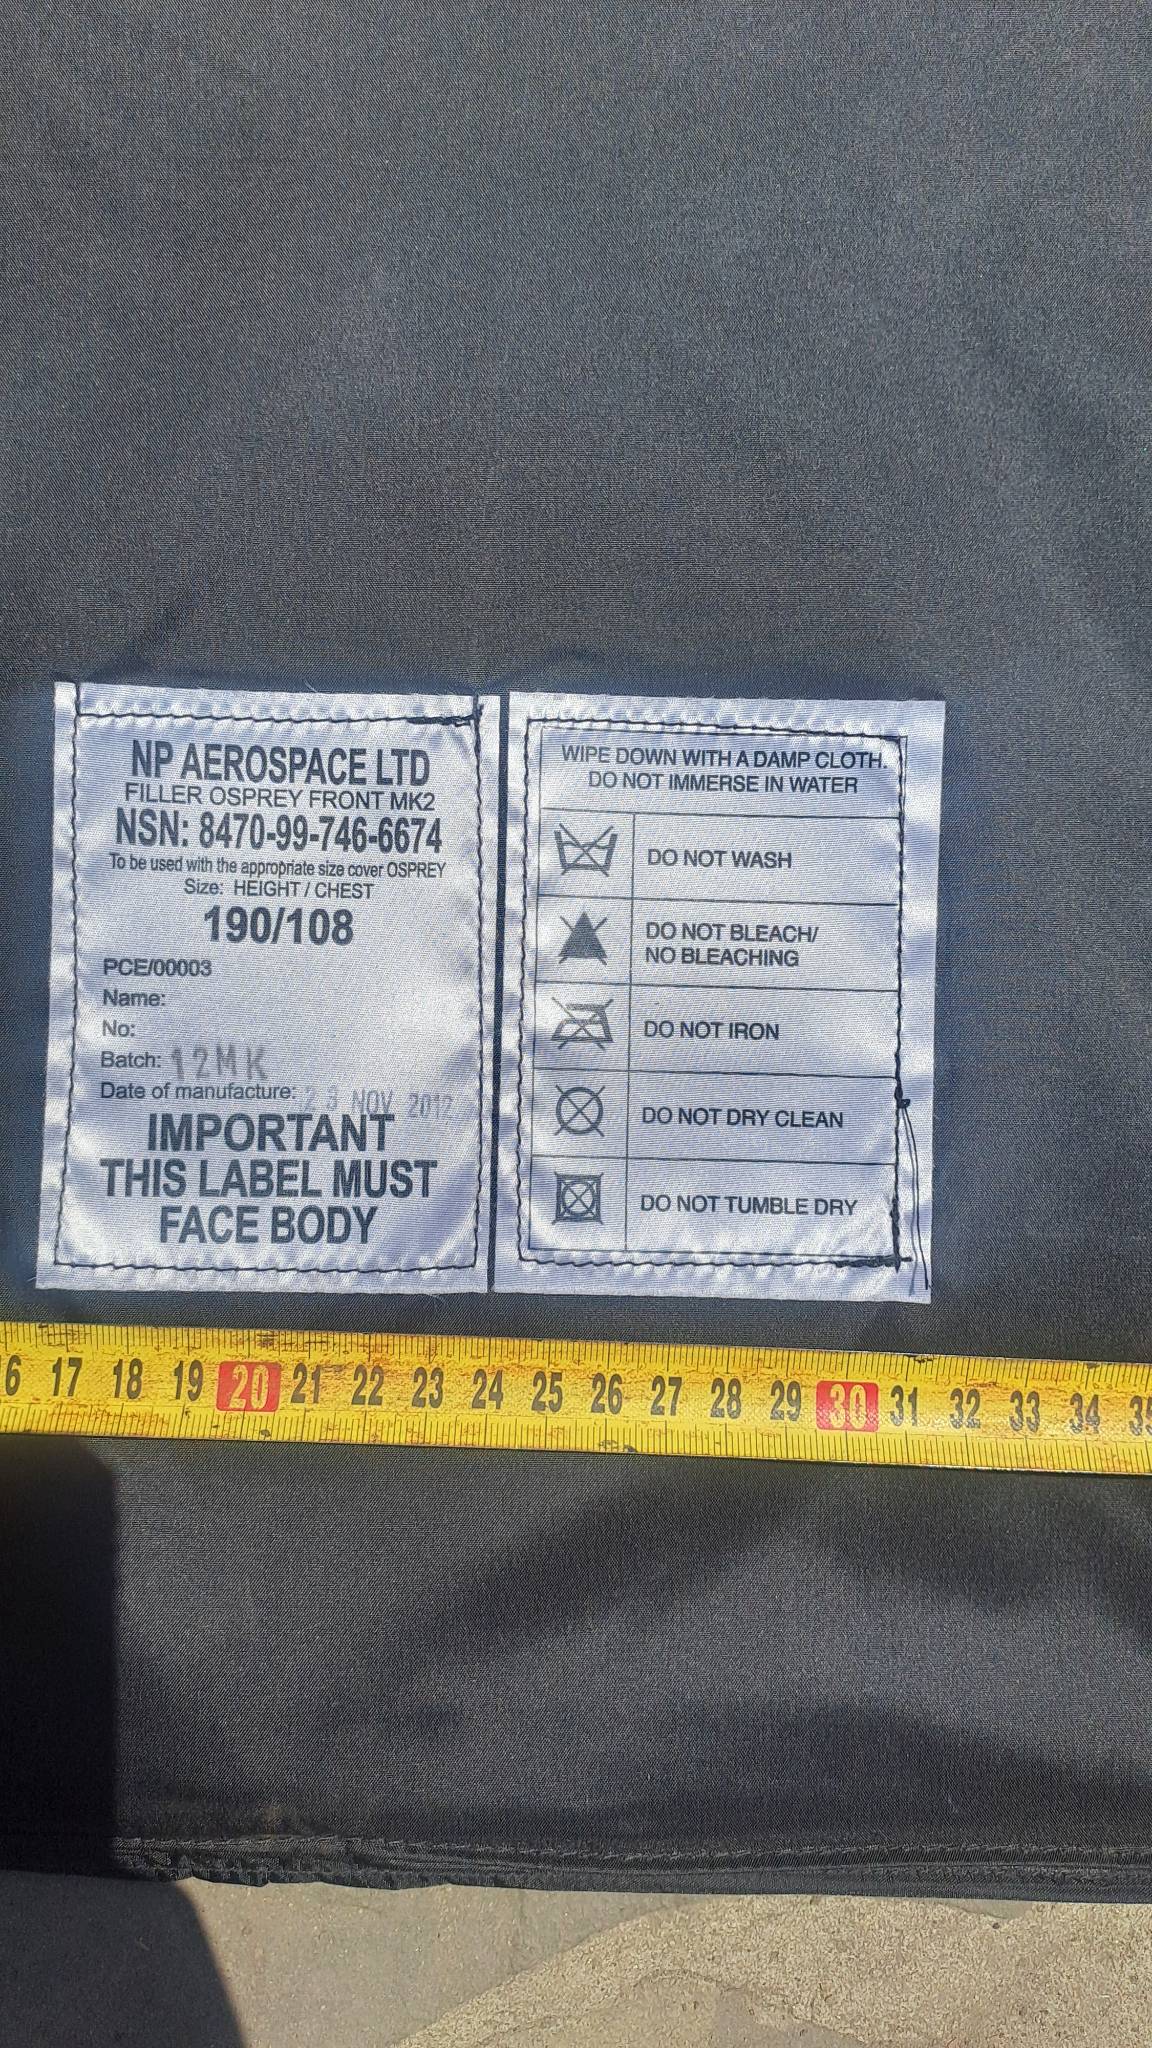 NP AEROSPACE LTD
FILLER OSPREY FRONT MK2
NSN: 8470-99-746-6674
To be used with the appropriate size cover OSPREY
Size: HEIGHT / CHEST
190/108
PCE/00003
Name:
No:
Batch: 12MK
Date of manufacture: 23 NOV 2012
IMPORTANT
THIS LABEL MUST
FACE BODY
WIPE DOWN WITH A DAMP CLOTH.
DO NOT IMMERSE IN WATER
DO NOT WASH
DO NOT BLEACH/
NO BLEACHING
DO NOT IRON
DO NOT DRY CLEAN
DO NOT TUMBLE DRY
6 17 18 19 20 21 22 23 24 25 26 27 28 29 30 31 32 33 34 35